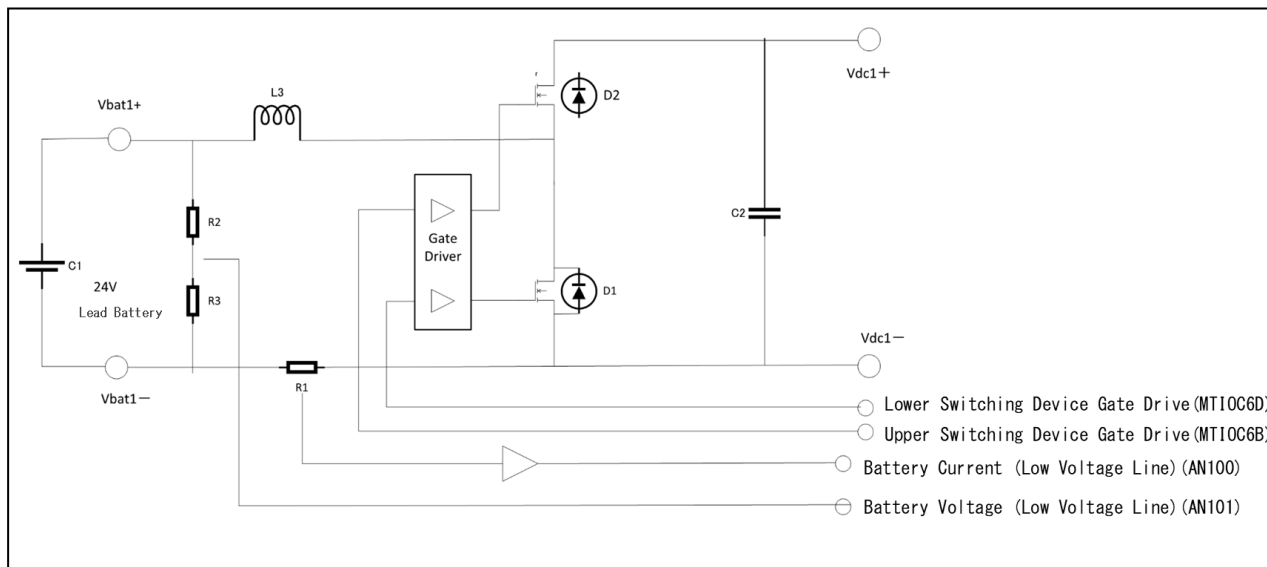 Vdc1+
r
D2
L3
Vbat1+
C2
R2
Gate
Driver
C1
24V
R3
D1
Lead Battery
Vdc1－
R1
Vbat1－
Lower Switching Device Gate Drive(MTIOC6D)
Upper Switching Device Gate Drive(MTIOC6B)
Battery Current (Low Voltage Line)(AN100)
Battery Voltage (Low Voltage Line)(AN101)